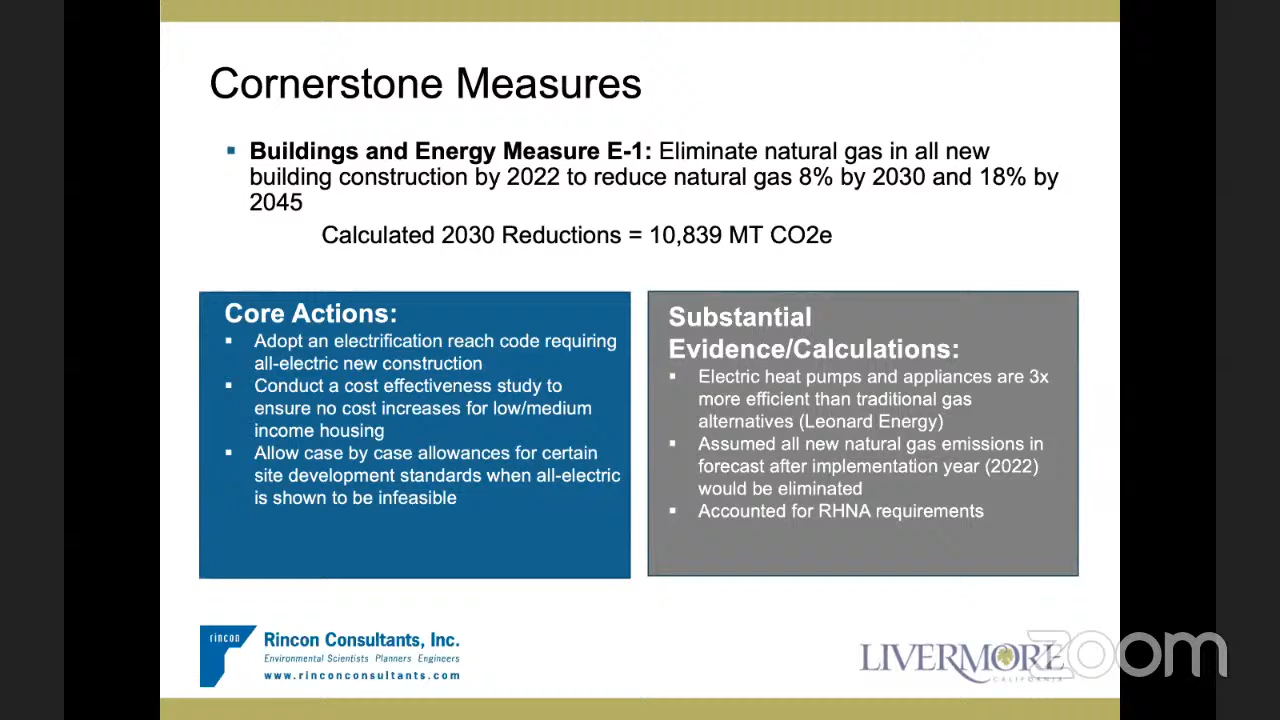 Cornerstone Measures
▪ Buildings and Energy Measure E-1: Eliminate natural gas in all new
building construction by 2022 to reduce natural gas 8% by 2030 and 18% by
2045
Calculated 2030 Reductions = 10,839 MT CO2e
Core Actions:
▪ Adopt an electrification reach code requiring
all-electric new construction
▪ Conduct a cost effectiveness study to
ensure no cost increases for low/medium
income housing
▪ Allow case by case allowances for certain
site development standards when all-electric
is shown to be infeasible
Substantial
Evidence/Calculations:
▪ Electric heat pumps and appliances are 3x
more efficient than traditional gas
alternatives (Leonard Energy)
▪ Assumed all new natural gas emissions in
forecast after implementation year (2022)
would be eliminated
▪ Accounted for RHNA requirements
rincon
Rincon Consultants, Inc.
Environmental Scientists Planners Engineers
www.rinconconsultants.com
LIVERMORE
CALIFORNIA
zoom